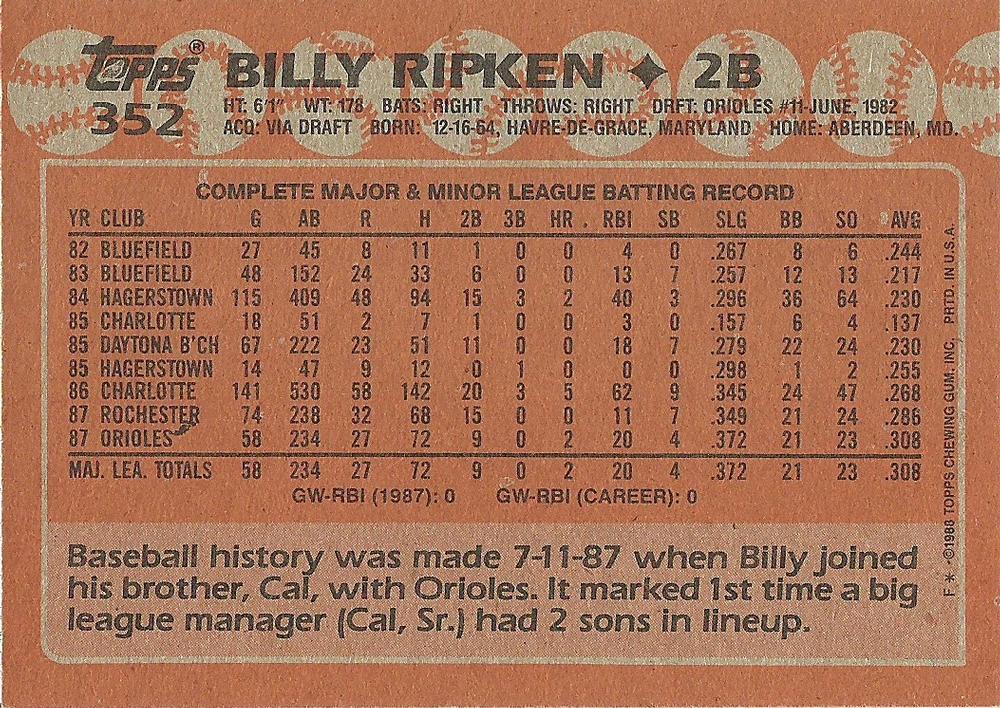 Topps® BILLY RIPKEN ✦ 2B
352 HT: 6'1" WT: 178 BATS: RIGHT THROWS: RIGHT DRFT: ORIOLES #11-JUNE, 1982
ACQ: VIA DRAFT BORN: 12-16-64, HAVRE-DE-GRACE, MARYLAND HOME: ABERDEEN, MD.
COMPLETE MAJOR & MINOR LEAGUE BATTING RECORD
YR CLUB G AB R H 2B 3B HR RBI SB SLG BB SO AVG
82 BLUEFIELD 27 45 8 11 1 0 0 4 0 .267 8 6 .244
83 BLUEFIELD 48 152 24 33 6 0 0 13 7 .257 12 13 .217
84 HAGERSTOWN 115 409 48 94 15 3 2 40 3 .296 36 64 .230
85 CHARLOTTE 18 51 2 7 1 0 0 3 0 .157 6 4 .137
85 DAYTONA B'CH 67 222 23 51 11 0 0 18 7 .279 22 24 .230
85 HAGERSTOWN 14 47 9 12 0 1 0 0 0 .298 1 2 .255
86 CHARLOTTE 141 530 58 142 20 3 5 62 9 .345 24 47 .268
87 ROCHESTER 74 238 32 68 15 0 0 11 7 .349 21 24 .286
87 ORIOLES 58 234 27 72 9 0 2 20 4 .372 21 23 .308
MAJ. LEA. TOTALS 58 234 27 72 9 0 2 20 4 .372 21 23 .308
GW-RBI (1987): 0 GW-RBI (CAREER): 0
Baseball history was made 7-11-87 when Billy joined
his brother, Cal, with Orioles. It marked 1st time a big
league manager (Cal, Sr.) had 2 sons in lineup.
F * ©1988 TOPPS CHEWING GUM, INC. PRTD. IN U.S.A.